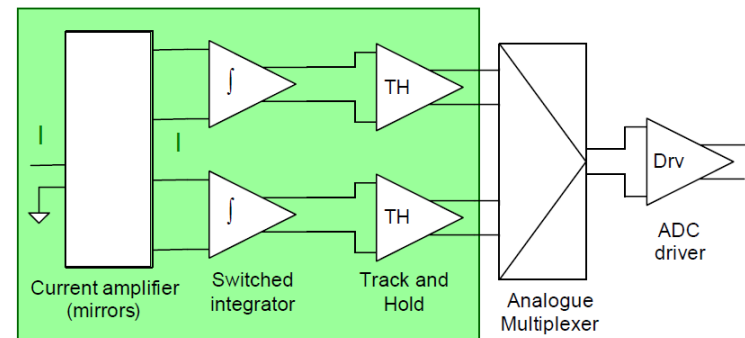 ∫
TH
I
I
Drv
∫
TH
ADC
driver
Current amplifier
(mirrors)
Switched
integrator
Track and
Hold
Analogue
Multiplexer